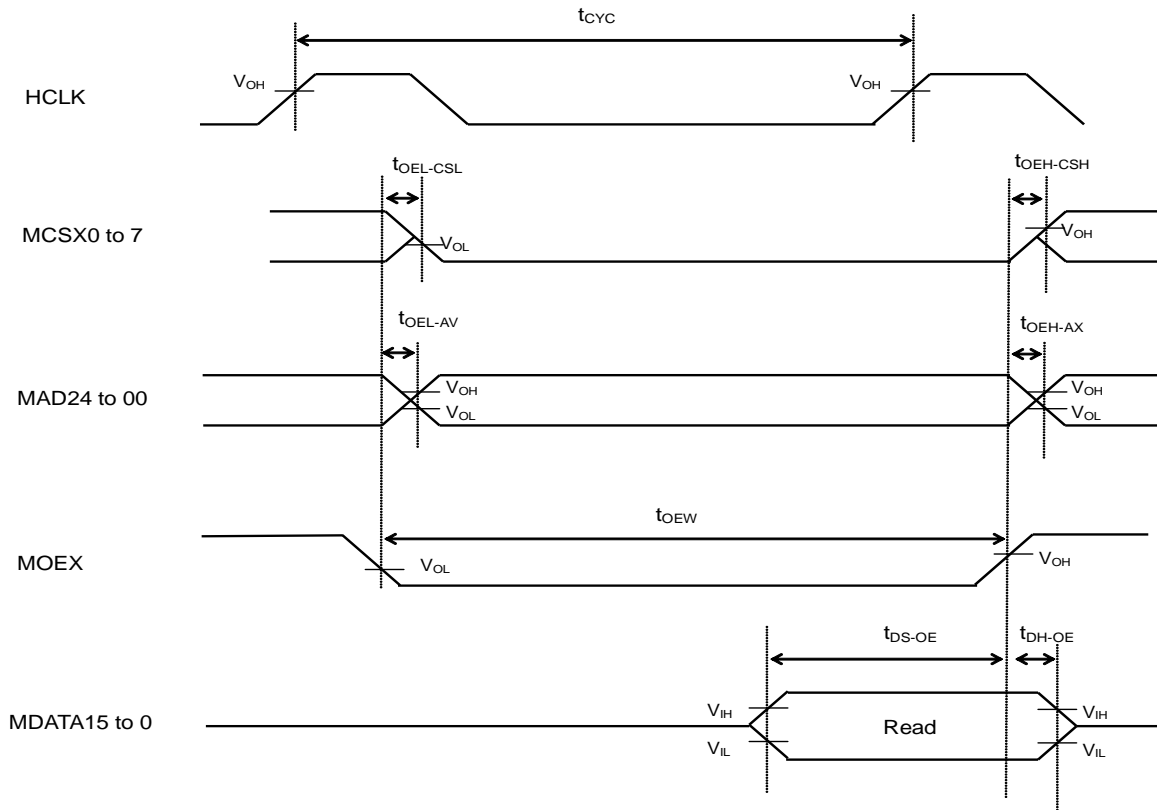 tCYC
HCLK
VOH
VOH
tOEL-CSL
tOEH-CSH
MCSX0 to 7
VOL
VOH
tOEL-AV
tOEH-AX
MAD24 to 00
VOH
VOL
VOH
VOL
tOEW
MOEX
VOL
VOH
tDS-OE
tDH-OE
MDATA15 to 0
VIH
VIL
Read
VIH
VIL